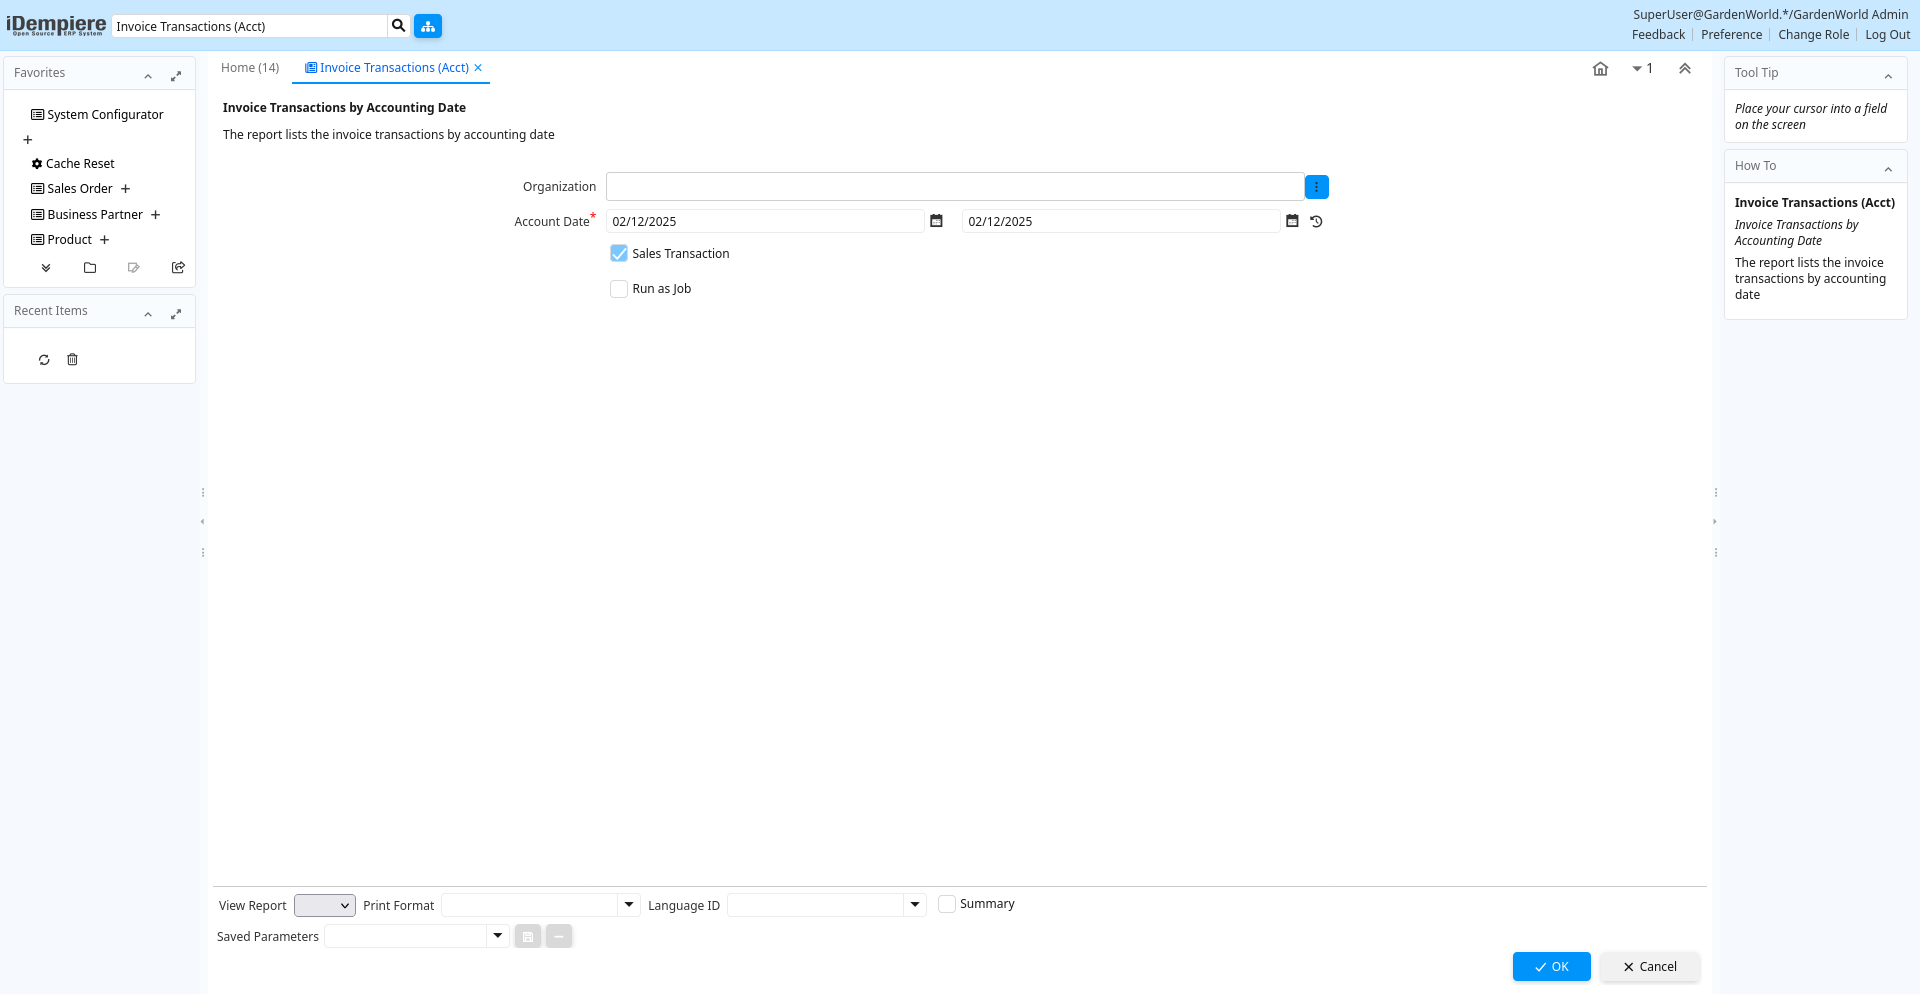 iDempiere
Open Source ERP System
Invoice Transactions (Acct)
SuperUser@GardenWorld.*/GardenWorld Admin
Feedback
Preference
Change Role
Log Out
Favorites
System Configurator
Cache Reset
Sales Order
Business Partner
Product
Recent Items
Home (14)
Invoice Transactions (Acct)
1
Invoice Transactions by Accounting Date
The report lists the invoice transactions by accounting date
Organization
Account Date*
02/12/2025
02/12/2025
Sales Transaction
Run as Job
View Report
Print Format
Language ID
Summary
Saved Parameters
OK
Cancel
Tool Tip
Place your cursor into a field
on the screen
How To
Invoice Transactions (Acct)
Invoice Transactions by
Accounting Date
The report lists the invoice
transactions by accounting
date